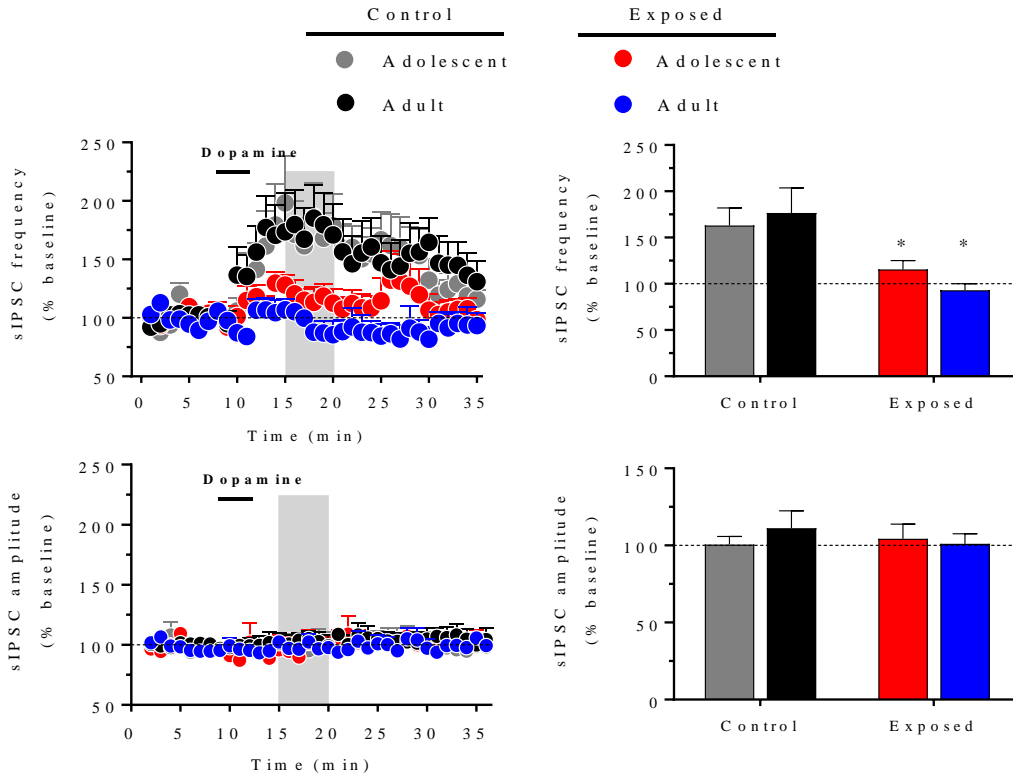 Control Exposed
Adolescent Adolescent
Adult Adult
sIPSC frequency
(% baseline)
250
200
150
100
50
Dopamine
0 5 10 15 20 25 30 35
Time (min)
sIPSC frequency
(% baseline)
250
200
150
100
50
0
* *
Control Exposed
sIPSC amplitude
(% baseline)
250
200
150
100
50
Dopamine
0 5 10 15 20 25 30 35
Time (min)
sIPSC amplitude
(% baseline)
150
100
50
0
Control Exposed